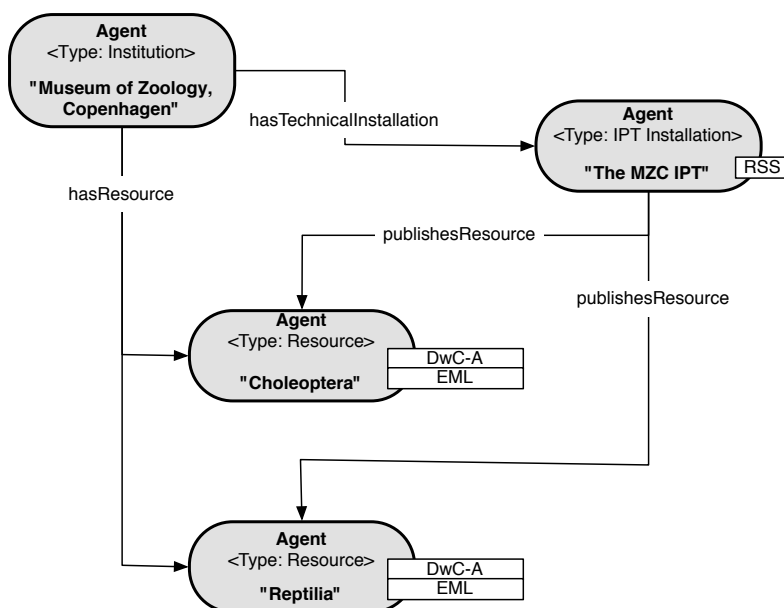 Agent
<Type: Institution>
"Museum of Zoology,
Copenhagen"
hasTechnicalInstallation
Agent
<Type: IPT Installation>
"The MZC IPT"
RSS
hasResource
publishesResource
publishesResource
Agent
<Type: Resource>
"Choleoptera"
DwC-A
EML
Agent
<Type: Resource>
"Reptilia"
DwC-A
EML